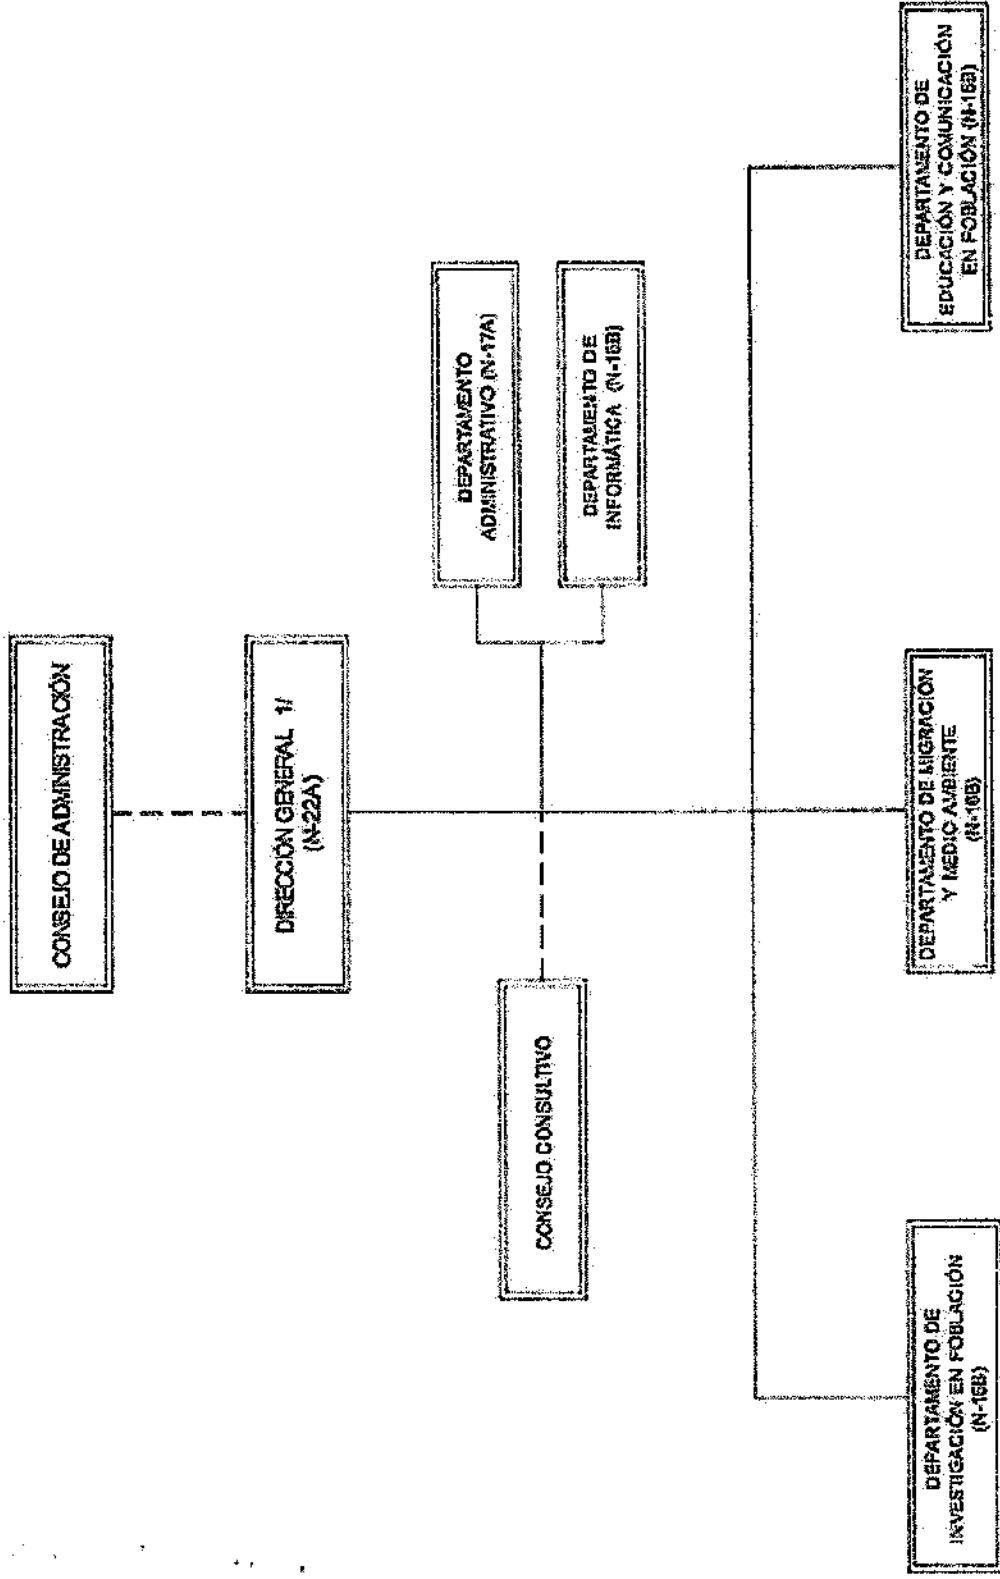 CONSEJO DE ADMINISTRACIÓN
DIRECCIÓN GENERAL 1/
(N-22A)
DEPARTAMENTO
ADMINISTRATIVO (N-17A)
DEPARTAMENTO DE
INFORMÁTICA (N-16B)
CONSEJO CONSULTIVO
DEPARTAMENTO DE
INVESTIGACIÓN EN POBLACIÓN
(N-16B)
DEPARTAMENTO DE MIGRACIÓN
Y MEDIO AMBIENTE
(N-16B)
DEPARTAMENTO DE
EDUCACIÓN Y COMUNICACIÓN
EN POBLACIÓN (N-16B)